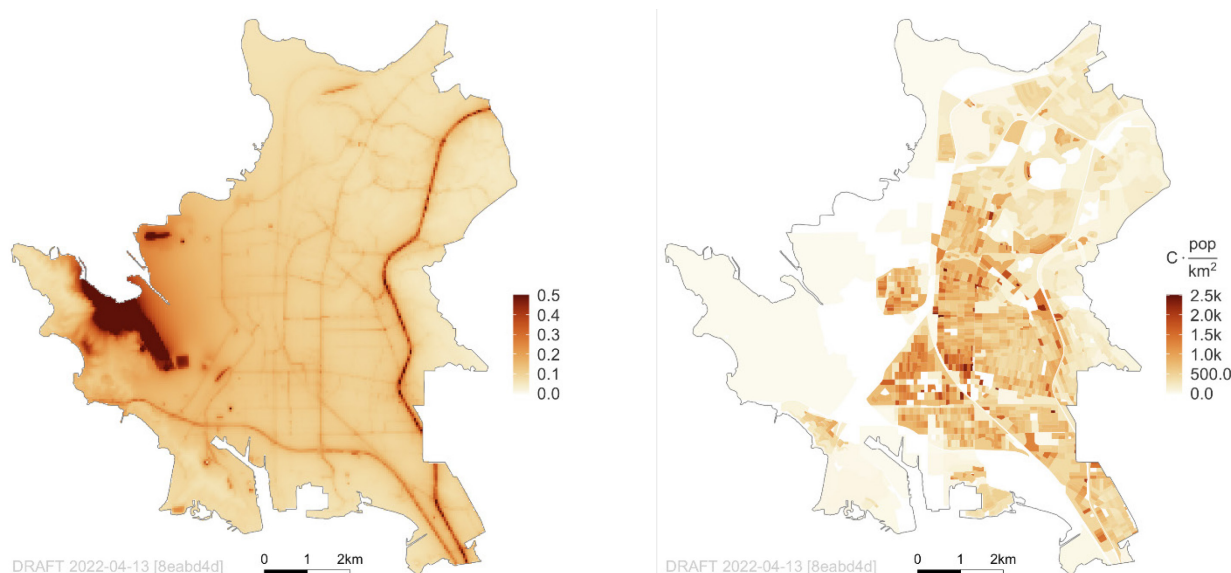 0.5
0.4
0.3
0.2
0.1
0.0
DRAFT 2022-04-13 [8eabd4d]
0 1 2km
C · pop
km²
2.5k
2.0k
1.5k
1.0k
500.0
0.0
DRAFT 2022-04-13 [8eabd4d]
0 1 2km